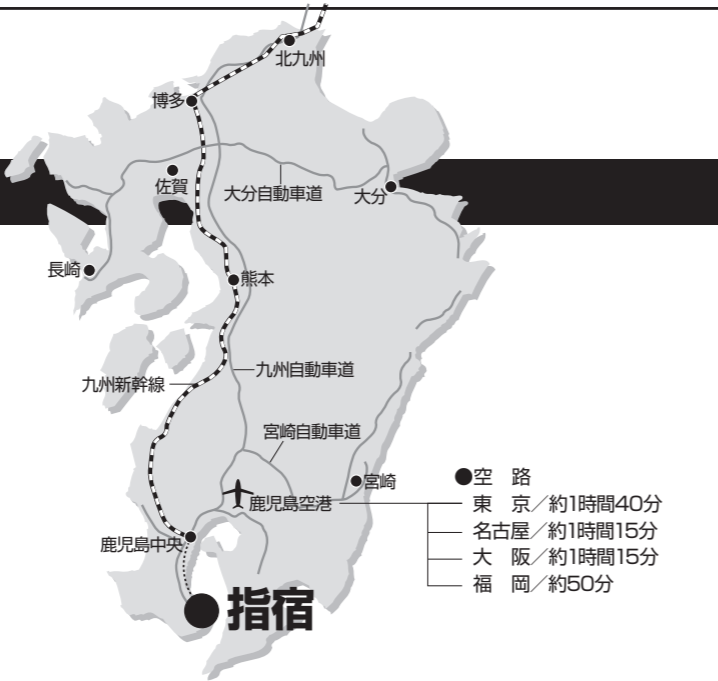 北九州
博多
佐賀
大分自動車道
大分
長崎
熊本
九州新幹線
九州自動車道
宮崎自動車道
宮崎
鹿児島空港
鹿児島中央
指宿
●空　路
東　京／約1時間40分
名古屋／約1時間15分
大　阪／約1時間15分
福　岡／約50分